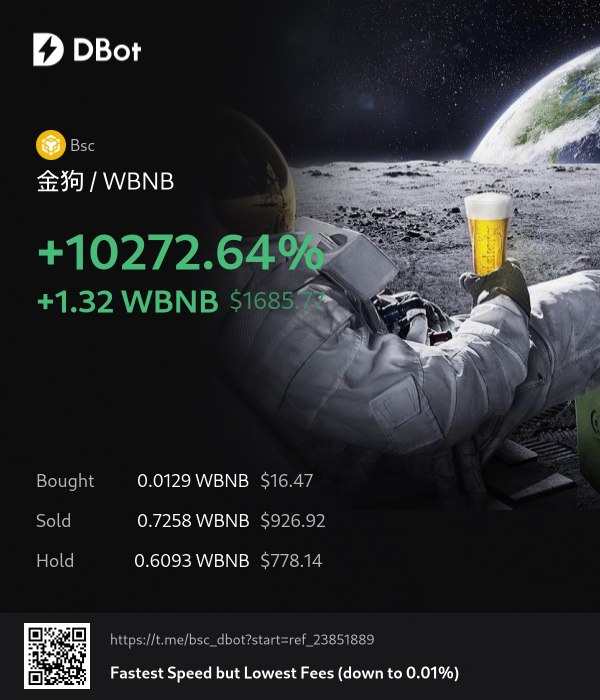 DBot
Bsc
金狗 / WBNB
+10272.64%
+1.32 WBNB $1685.77
Bought 0.0129 WBNB $16.47
Sold 0.7258 WBNB $926.92
Hold 0.6093 WBNB $778.14
https://t.me/bsc_dbot?start=ref_23851889
Fastest Speed but Lowest Fees (down to 0.01%)